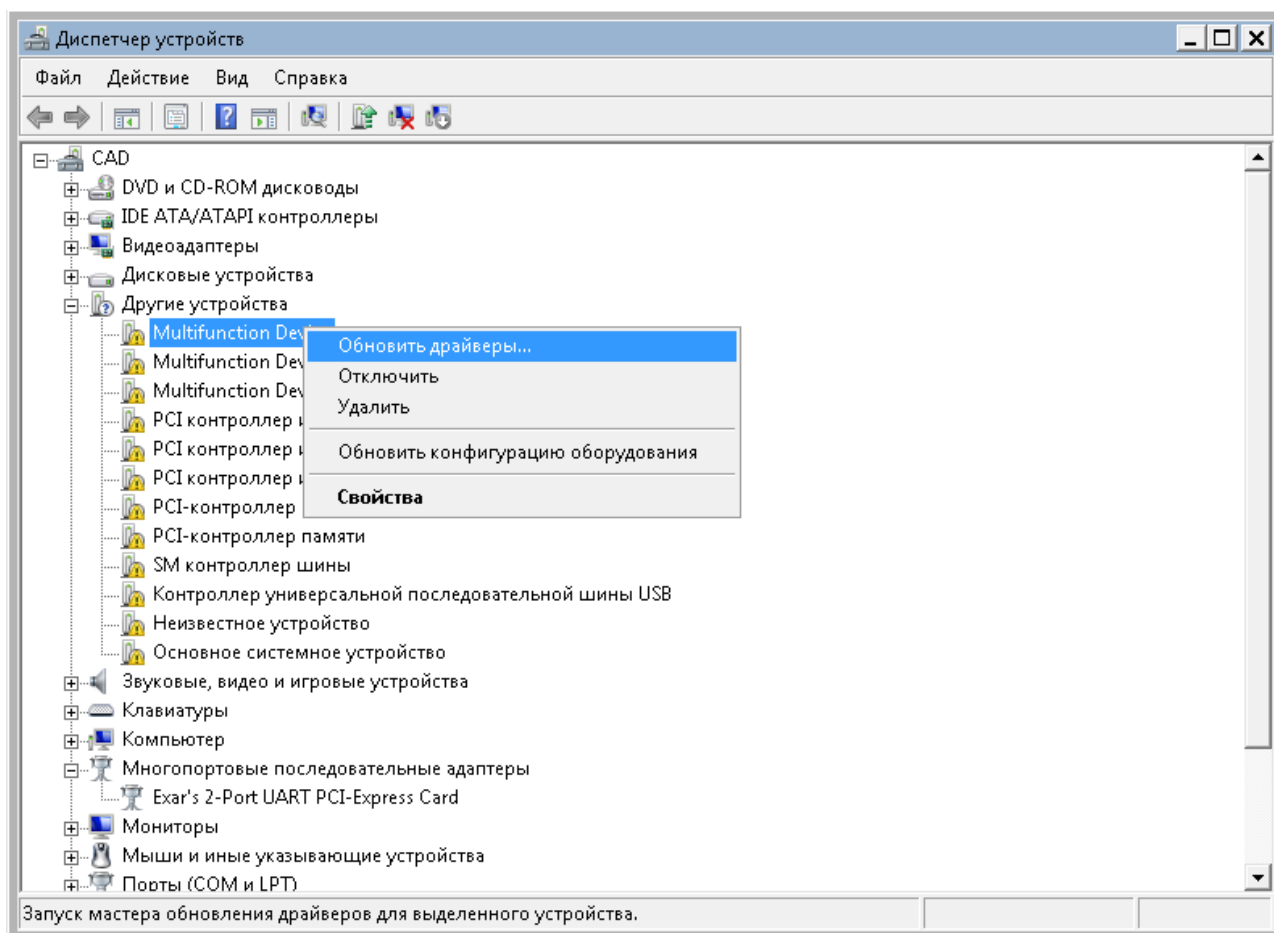 Диспетчер устройств
Файл Действие Вид Справка
CAD
DVD и CD-ROM дисководы
IDE ATA/ATAPI контроллеры
Видеоадаптеры
Дисковые устройства
Другие устройства
Multifunction Dev
Обновить драйверы...
Multifunction Dev
Отключить
Multifunction Dev
Удалить
PCI контроллер
PCI контроллер
Обновить конфигурацию оборудования
PCI контроллер
Свойства
PCI-контроллер
PCI-контроллер памяти
SM контроллер шины
Контроллер универсальной последовательной шины USB
Неизвестное устройство
Основное системное устройство
Звуковые, видео и игровые устройства
Клавиатуры
Компьютер
Многопортовые последовательные адаптеры
Exar's 2-Port UART PCI-Express Card
Мониторы
Мыши и иные указывающие устройства
Порты (COM и LPT)
Запуск мастера обновления драйверов для выделенного устройства.